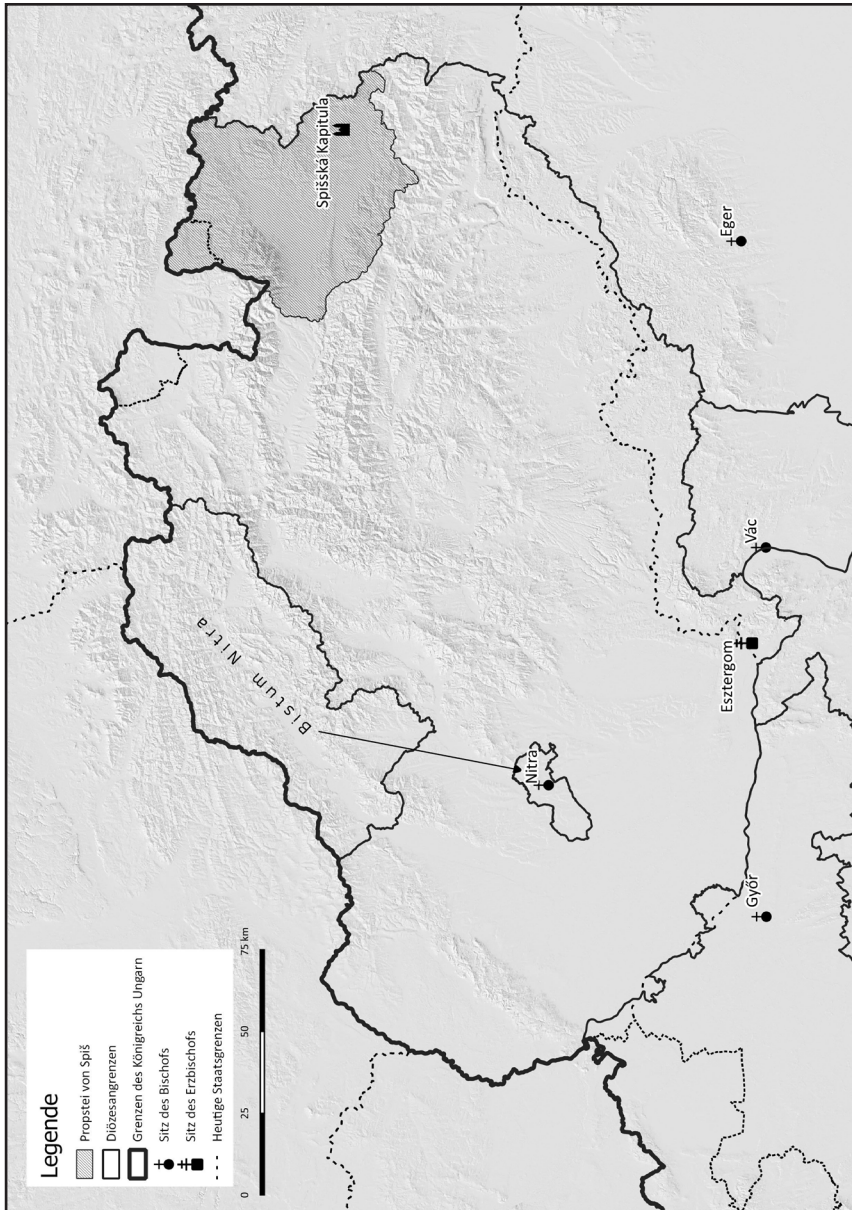 Legende
Propstei von Spiš
Diözesangrenzen
Grenzen des Königreichs Ungarn
Sitz des Bischofs
Sitz des Erzbischofs
Heutige Staatsgrenzen
0 25 50 75 km
Bistum Nitra
Spišská Kapitula
Nitra
Eger
Vác
Esztergom
Győr